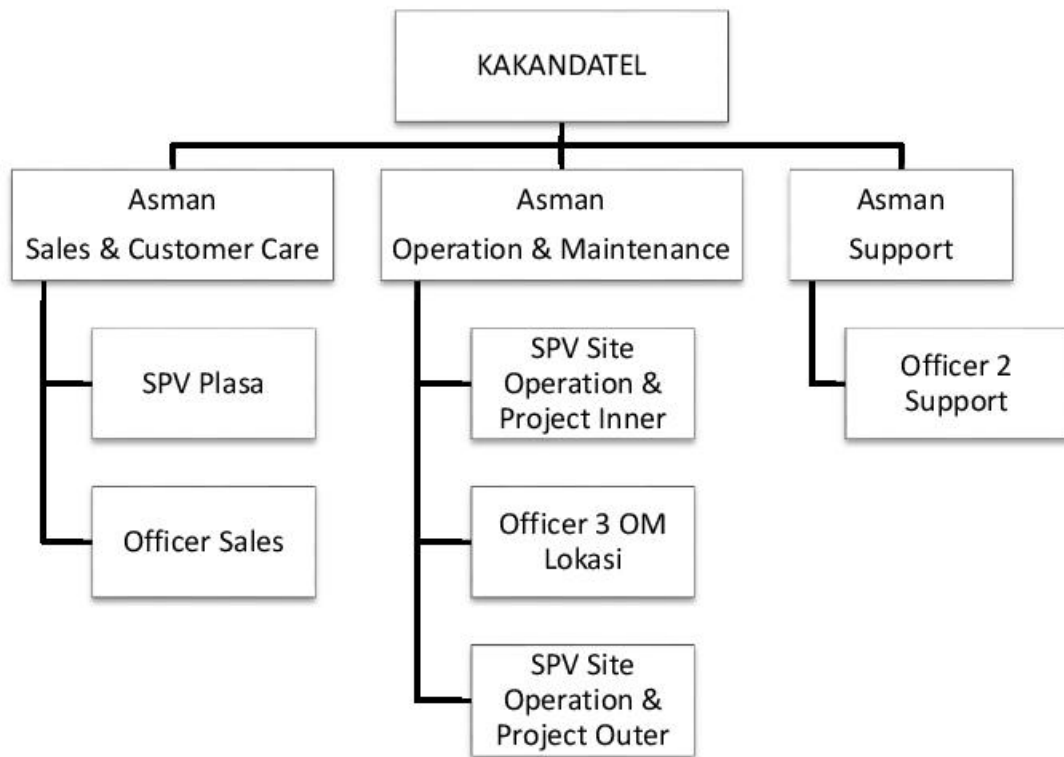 KAKANDATEL
Asman
Sales & Customer Care
Asman
Operation & Maintenance
Asman
Support
SPV Plasa
Officer Sales
SPV Site
Operation &
Project Inner
Officer 3 OM
Lokasi
SPV Site
Operation &
Project Outer
Officer 2
Support